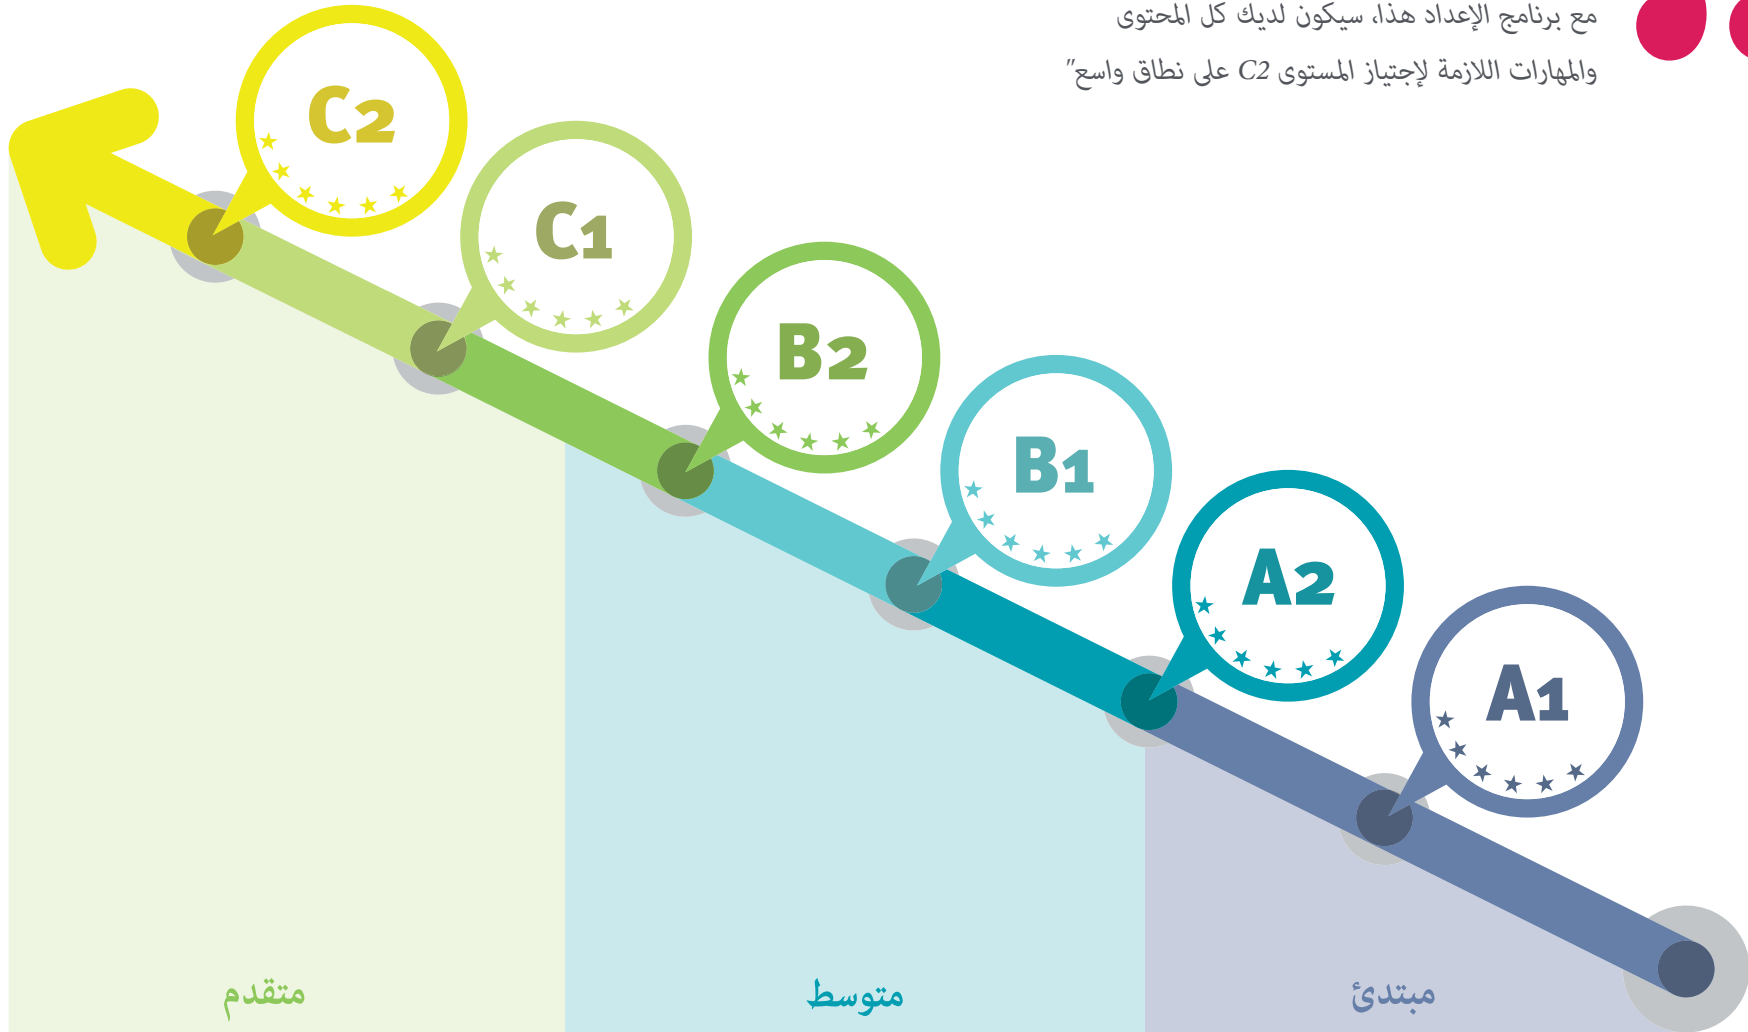 مع برنامج الإعداد هذا، سيكون لديك كل المحتوى
والمهارات اللازمة لإجتياز المستوى C2 على نطاق واسع"
C2
C1
B2
B1
A2
A1
مبتدئ
متوسط
متقدم